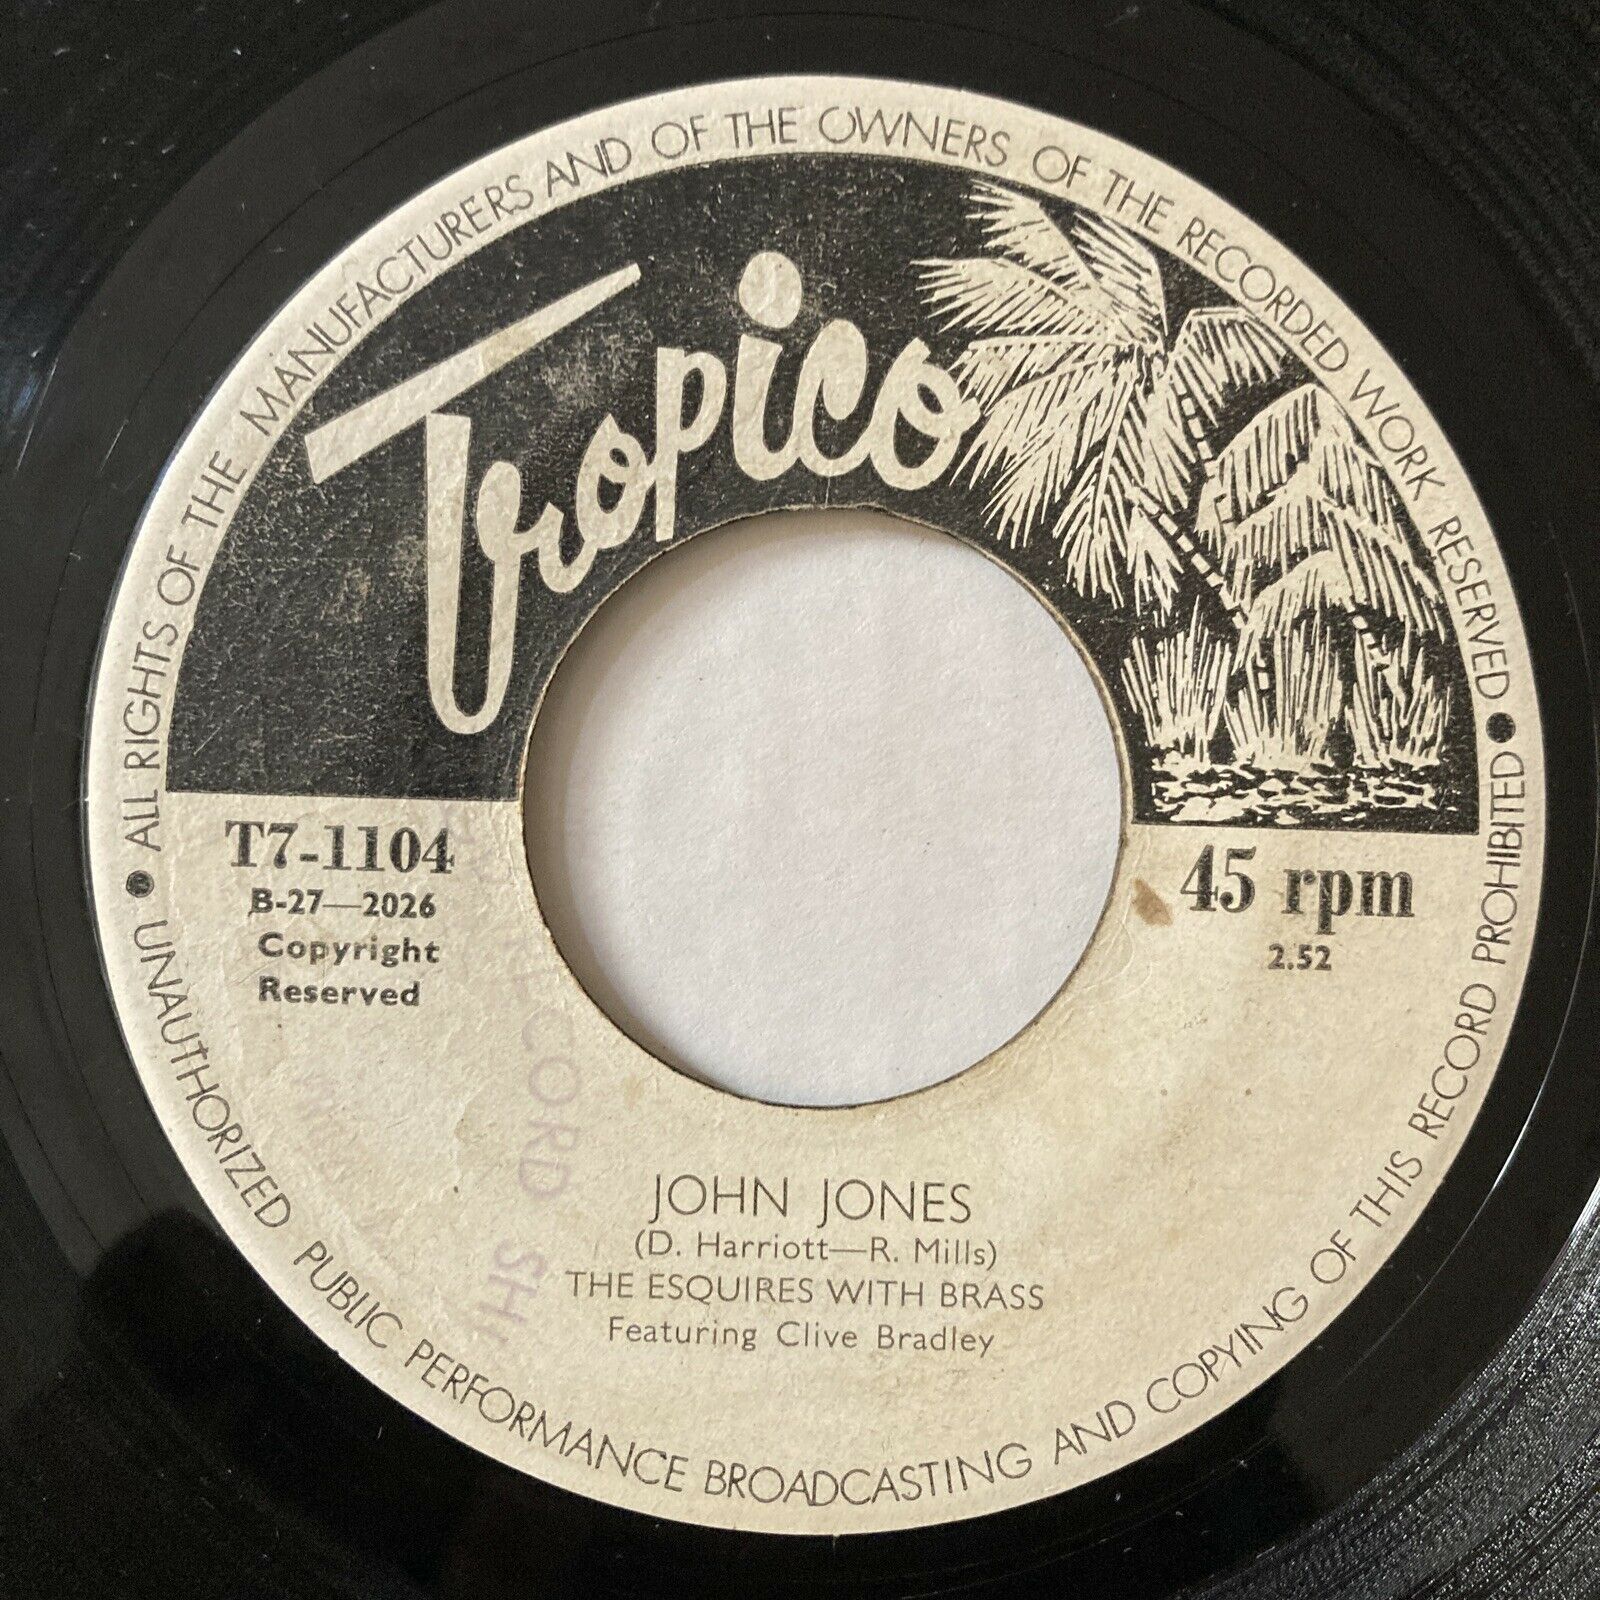 ● ALL RIGHTS OF THE MANUFACTURERS AND OF THE OWNERS OF THE RECORDED WORK RESERVED ●
Tropico
T7-1104
B-27—2026
Copyright
Reserved
45 rpm
2.52
RECORD SH
JOHN JONES
(D. Harriott—R. Mills)
THE ESQUIRES WITH BRASS
Featuring Clive Bradley
UNAUTHORIZED PUBLIC PERFORMANCE BROADCASTING AND COPYING OF THIS RECORD PROHIBITED